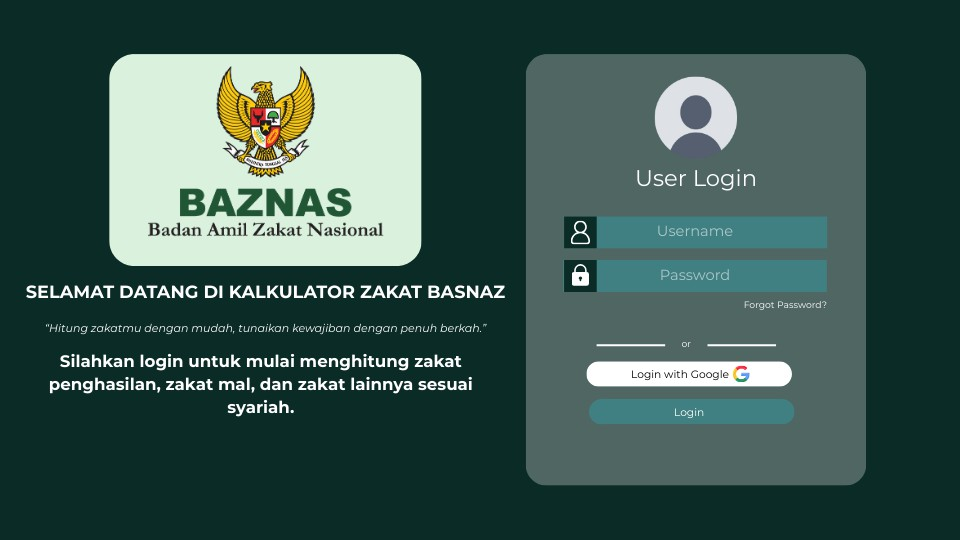 BAZNAS
Badan Amil Zakat Nasional
SELAMAT DATANG DI KALKULATOR ZAKAT BASNAZ
“Hitung zakatmu dengan mudah, tunaikan kewajiban dengan penuh berkah.”
Silahkan login untuk mulai menghitung zakat
penghasilan, zakat mal, dan zakat lainnya sesuai
syariah.
User Login
Username
Password
Forgot Password?
or
Login with Google
Login